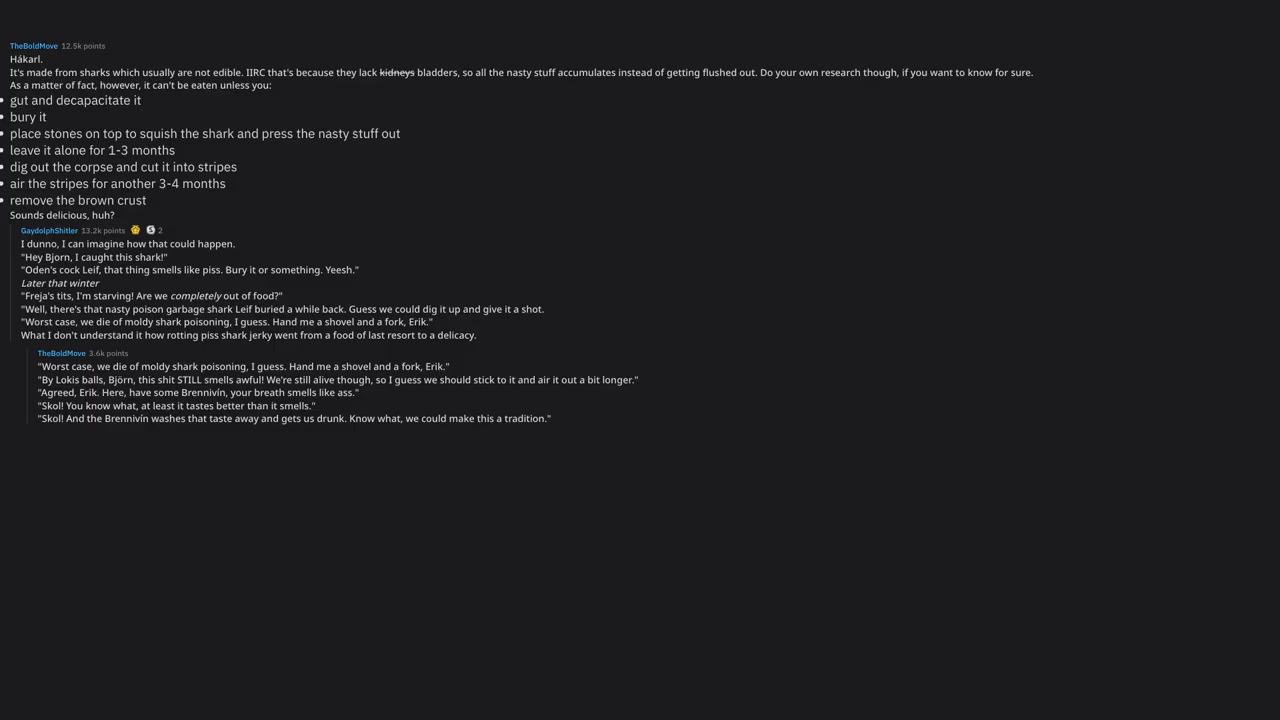 TheBoldMove 12.5k points
Hákarl.
It's made from sharks which usually are not edible. IIRC that's because they lack kidneys bladders, so all the nasty stuff accumulates instead of getting flushed out. Do your own research though, if you want to know for sure.
As a matter of fact, however, it can't be eaten unless you:
• gut and decapacitate it
• bury it
• place stones on top to squish the shark and press the nasty stuff out
• leave it alone for 1-3 months
• dig out the corpse and cut it into stripes
• air the stripes for another 3-4 months
• remove the brown crust
Sounds delicious, huh?
GaydolphShitler 13.2k points S 2
I dunno, I can imagine how that could happen.
"Hey Bjorn, I caught this shark!"
"Oden's cock Leif, that thing smells like piss. Bury it or something. Yeesh."
Later that winter
"Freja's tits, I'm starving! Are we completely out of food?"
"Well, there's that nasty poison garbage shark Leif buried a while back. Guess we could dig it up and give it a shot.
"Worst case, we die of moldy shark poisoning, I guess. Hand me a shovel and a fork, Erik."
What I don't understand it how rotting piss shark jerky went from a food of last resort to a delicacy.
TheBoldMove 3.6k points
"Worst case, we die of moldy shark poisoning, I guess. Hand me a shovel and a fork, Erik."
"By Lokis balls, Björn, this shit STILL smells awful! We're still alive though, so I guess we should stick to it and air it out a bit longer."
"Agreed, Erik. Here, have some Brennivín, your breath smells like ass."
"Skol! You know what, at least it tastes better than it smells."
"Skol! And the Brennivín washes that taste away and gets us drunk. Know what, we could make this a tradition."